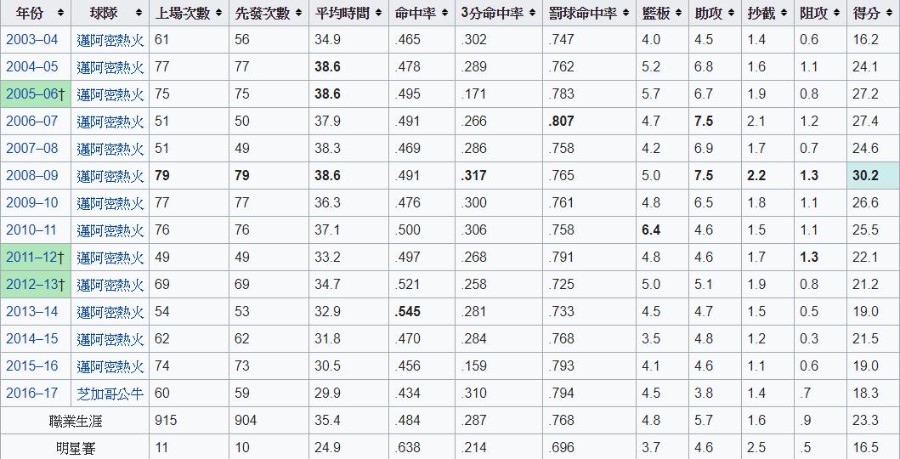 年份 球隊 上場次數 先發次數 平均時間 命中率 3分命中率 罰球命中率 籃板 助攻 抄截 阻攻 得分
2003–04 邁阿密熱火 61 56 34.9 .465 .302 .747 4.0 4.5 1.4 0.6 16.2
2004–05 邁阿密熱火 77 77 38.6 .478 .289 .762 5.2 6.8 1.6 1.1 24.1
2005–06† 邁阿密熱火 75 75 38.6 .495 .171 .783 5.7 6.7 1.9 0.8 27.2
2006–07 邁阿密熱火 51 50 37.9 .491 .266 .807 4.7 7.5 2.1 1.2 27.4
2007–08 邁阿密熱火 51 49 38.3 .469 .286 .758 4.2 6.9 1.7 0.7 24.6
2008–09 邁阿密熱火 79 79 38.6 .491 .317 .765 5.0 7.5 2.2 1.3 30.2
2009–10 邁阿密熱火 77 77 36.3 .476 .300 .761 4.8 6.5 1.8 1.1 26.6
2010–11 邁阿密熱火 76 76 37.1 .500 .306 .758 6.4 4.6 1.5 1.1 25.5
2011–12† 邁阿密熱火 49 49 33.2 .497 .268 .791 4.8 4.6 1.7 1.3 22.1
2012–13† 邁阿密熱火 69 69 34.7 .521 .258 .725 5.0 5.1 1.9 0.8 21.2
2013–14 邁阿密熱火 54 53 32.9 .545 .281 .733 4.5 4.7 1.5 0.5 19.0
2014–15 邁阿密熱火 62 62 31.8 .470 .284 .768 3.5 4.8 1.2 0.3 21.5
2015–16 邁阿密熱火 74 73 30.5 .456 .159 .793 4.1 4.6 1.1 0.6 19.0
2016–17 芝加哥公牛 60 59 29.9 .434 .310 .794 4.5 3.8 1.4 .7 18.3
職業生涯 915 904 35.4 .484 .287 .768 4.8 5.7 1.6 .9 23.3
明星賽 11 10 24.9 .638 .214 .696 3.7 4.6 2.5 .5 16.5